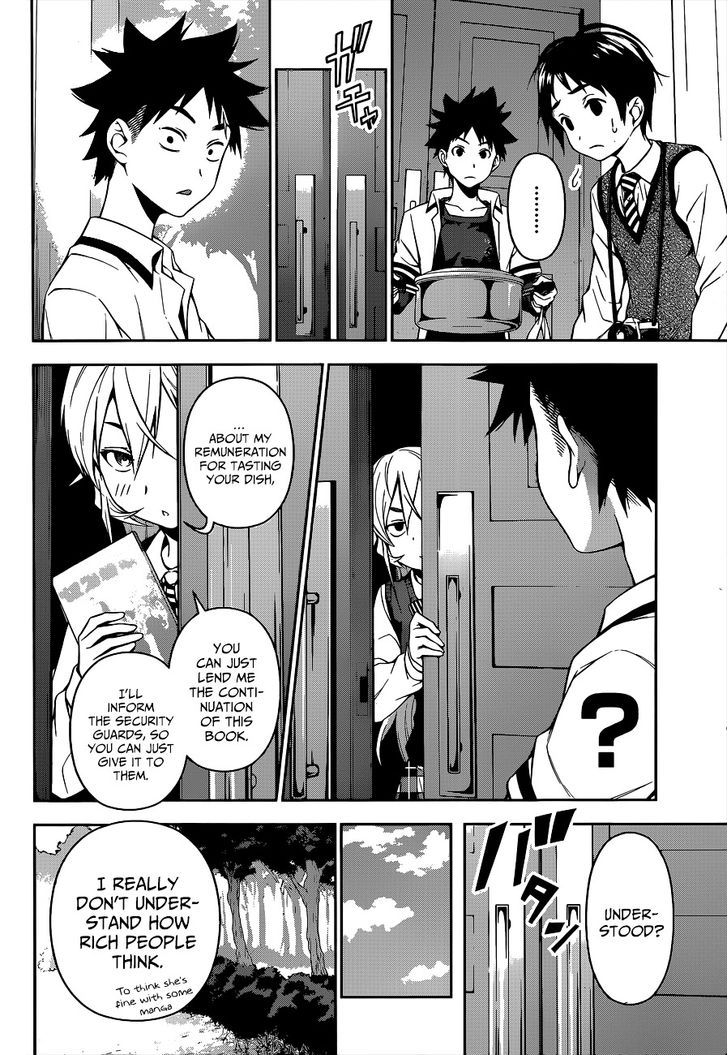 ………
ガチャ
…
ABOUT MY
REMUNERATION
FOR TASTING
YOUR DISH,
YOU
CAN JUST
LEND ME
THE CONTI-
NUATION
OF THIS
BOOK.
I'LL
INFORM
THE SECURITY
GUARDS, SO
YOU CAN JUST
GIVE IT TO
THEM.
?
UNDER-
STOOD?
バタン
I REALLY
DON'T UNDER-
STAND HOW
RICH PEOPLE
THINK.
To think she's
fine with some
manga